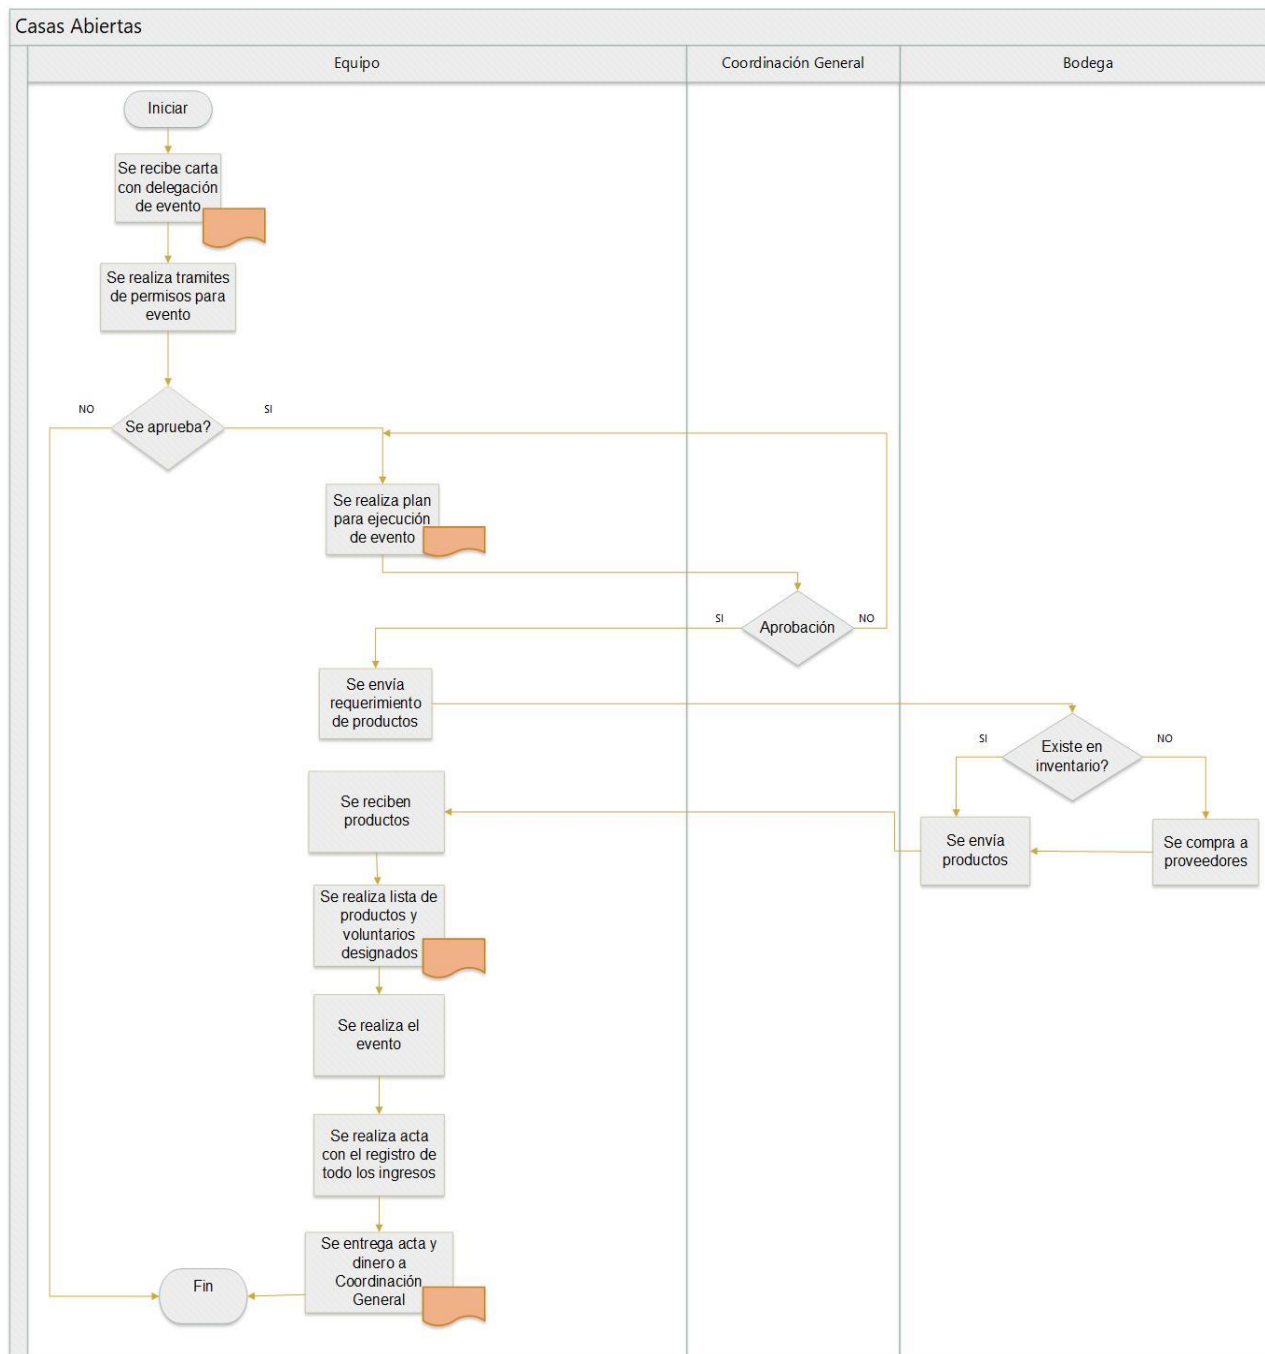 Casas Abiertas
Equipo
Coordinación General
Bodega
Iniciar
Se recibe carta
con delegación
de evento
Se realiza tramites
de permisos para
evento
NO
Se aprueba?
SI
Se realiza plan
para ejecución
de evento
SI
Aprobación
NO
Se envía
requerimiento
de productos
SI
Existe en
inventario?
NO
Se reciben
productos
Se envía
productos
Se compra a
proveedores
Se realiza lista de
productos y
voluntarios
designados
Se realiza el
evento
Se realiza acta
con el registro de
todo los ingresos
Se entrega acta y
dinero a
Coordinación
General
Fin